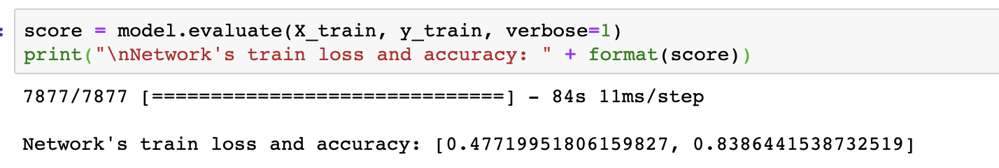 :
score = model.evaluate(X_train, y_train, verbose=1)
print("\nNetwork's train loss and accuracy: " + format(score))
7877/7877 [==============================] - 84s 11ms/step
Network's train loss and accuracy: [0.47719951806159827, 0.8386441538732519]